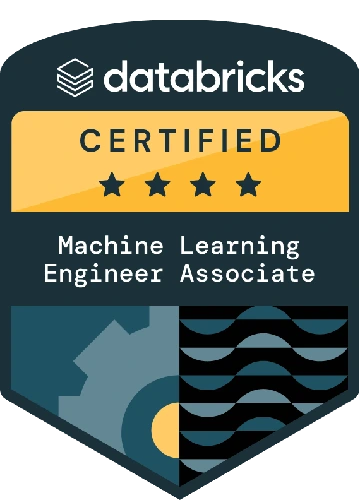 databricks
CERTIFIED
Machine Learning
Engineer Associate